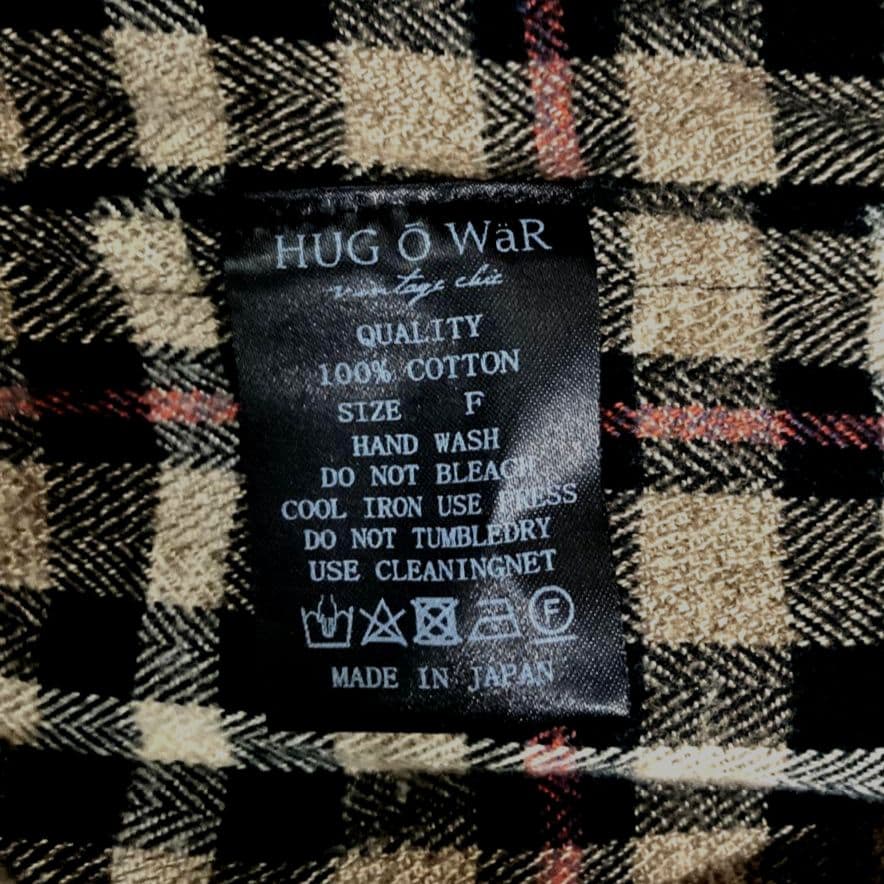 HUG Ō WäR
vintage chic
QUALITY
100% COTTON
SIZE F
HAND WASH
DO NOT BLEACH
COOL IRON USE PRESS
DO NOT TUMBLEDRY
USE CLEANINGNET
F
MADE IN JAPAN